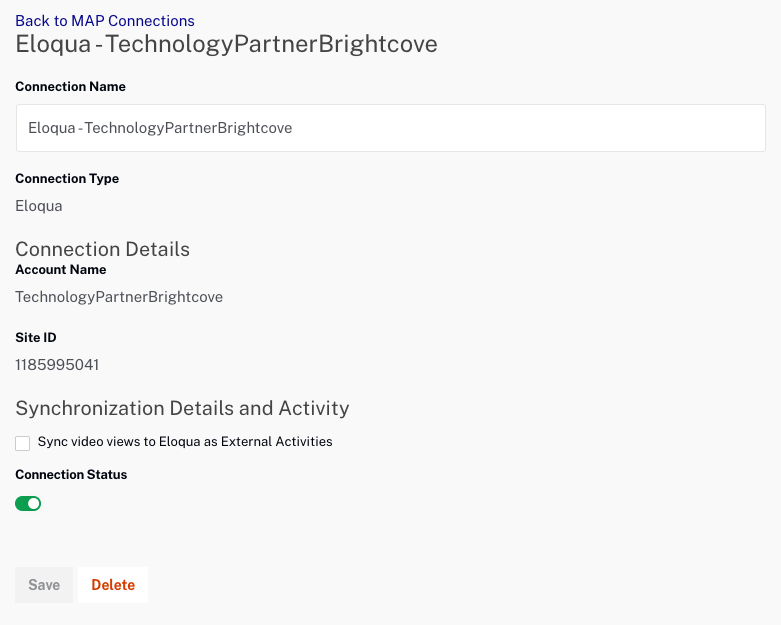 Back to MAP Connections
Eloqua - TechnologyPartnerBrightcove
Connection Name
Eloqua - TechnologyPartnerBrightcove
Connection Type
Eloqua
Connection Details
Account Name
TechnologyPartnerBrightcove
Site ID
1185995041
Synchronization Details and Activity
Sync video views to Eloqua as External Activities
Connection Status
Save Delete